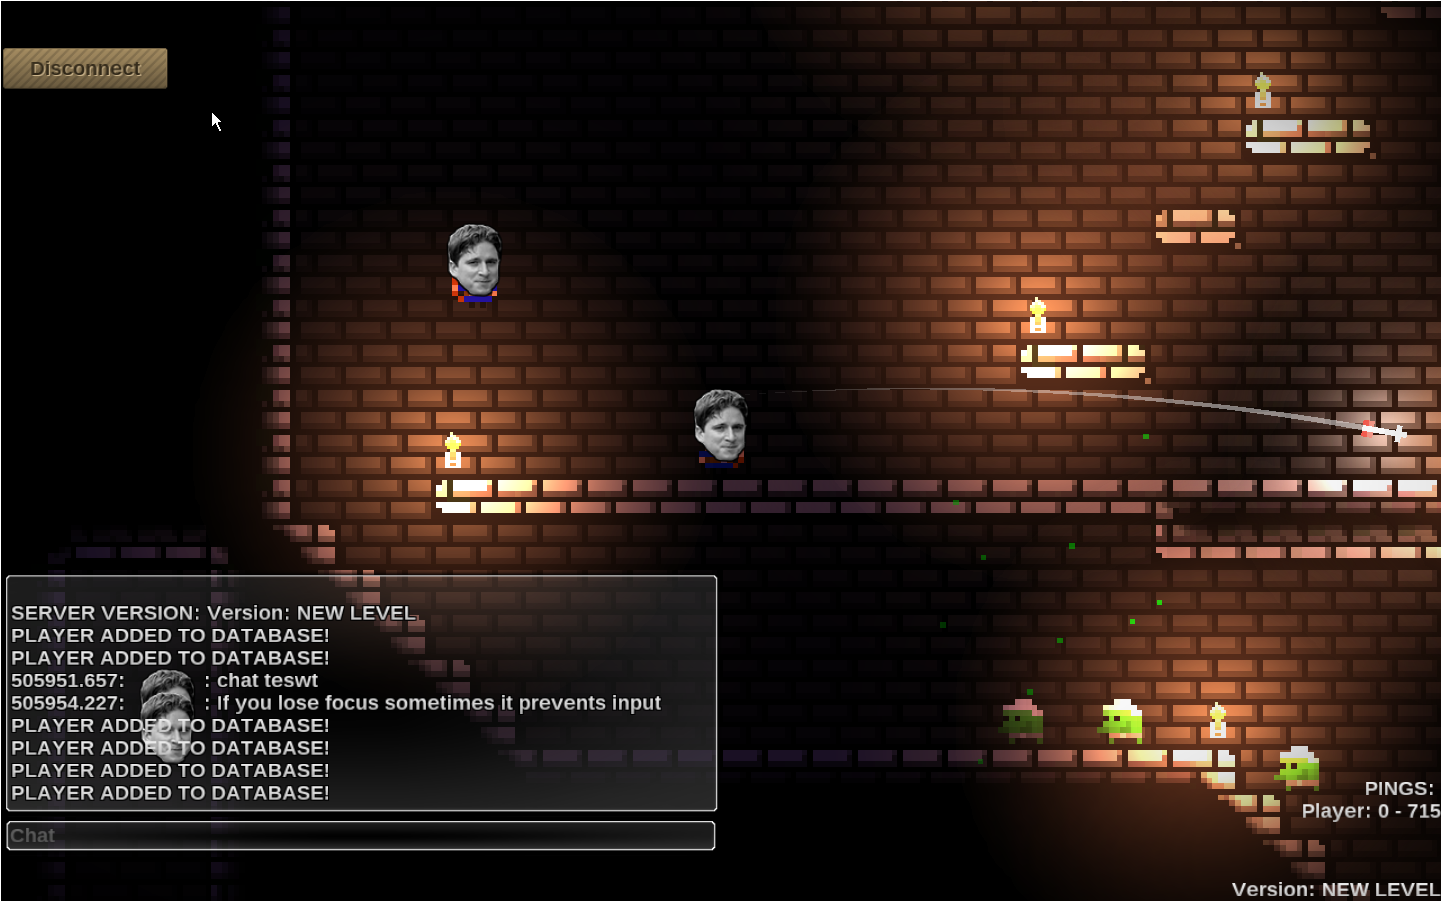 Disconnect
SERVER VERSION: Version: NEW LEVEL
PLAYER ADDED TO DATABASE!
PLAYER ADDED TO DATABASE!
505951.657: : chat teswt
505954.227: : If you lose focus sometimes it prevents input
PLAYER ADDED TO DATABASE!
PLAYER ADDED TO DATABASE!
PLAYER ADDED TO DATABASE!
PLAYER ADDED TO DATABASE!
Chat
PINGS:
Player: 0 - 715
Version: NEW LEVEL